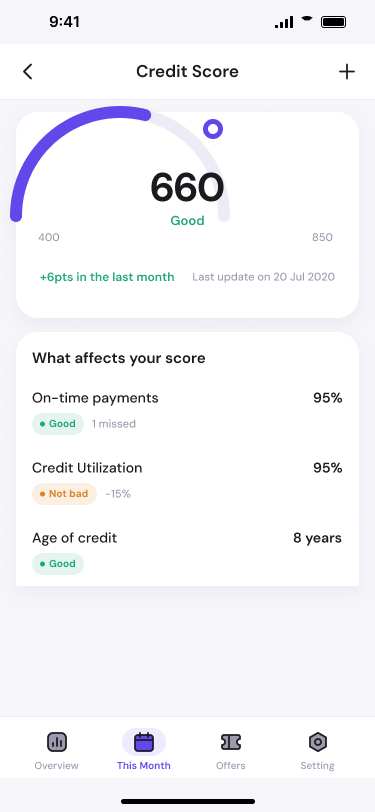 9:41
Credit Score
660
Good
400
850
+6pts in the last month
Last update on 20 Jul 2020
What affects your score
On-time payments
95%
Good
1 missed
Credit Utilization
95%
Not bad
-15%
Age of credit
8 years
Good
Overview
This Month
Offers
Setting